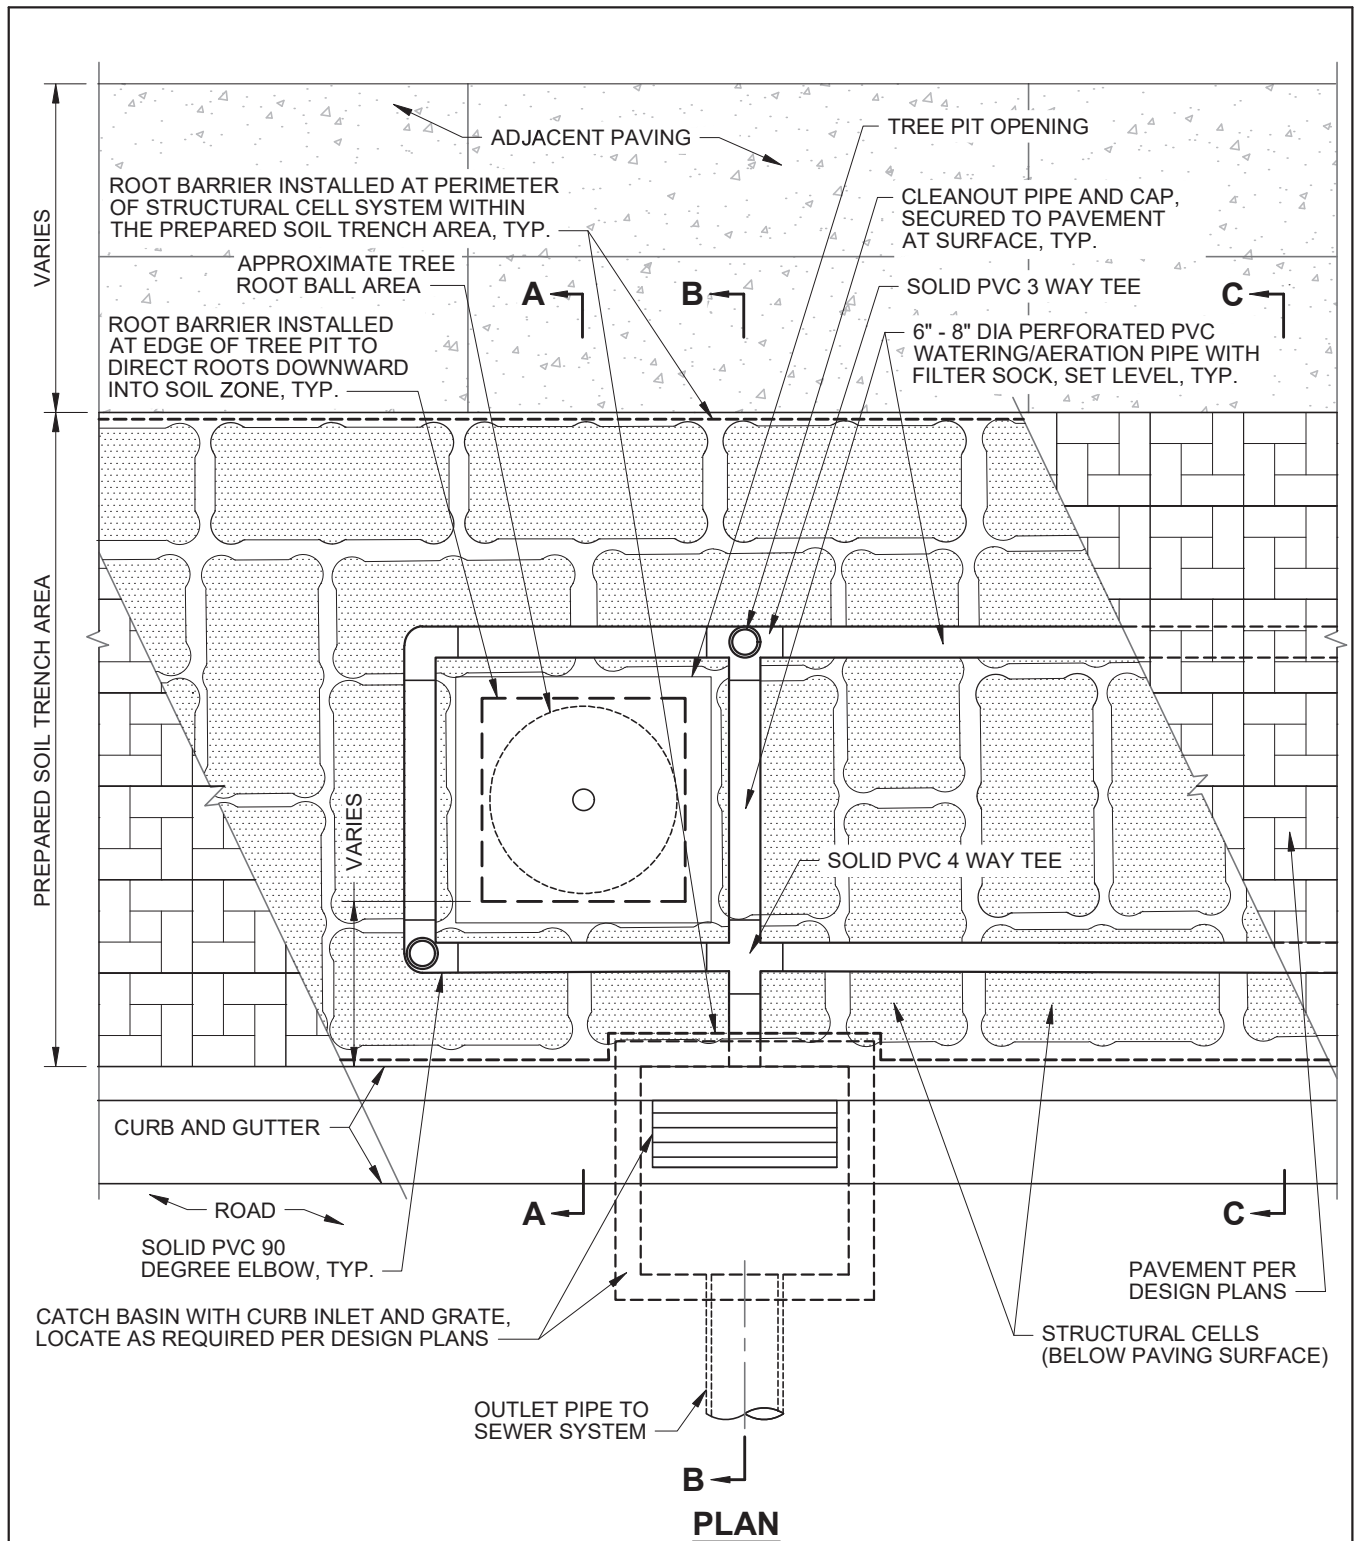 ADJACENT PAVING
TREE PIT OPENING
ROOT BARRIER INSTALLED AT PERIMETER
OF STRUCTURAL CELL SYSTEM WITHIN
THE PREPARED SOIL TRENCH AREA, TYP.
CLEANOUT PIPE AND CAP,
SECURED TO PAVEMENT
AT SURFACE, TYP.
VARIES
APPROXIMATE TREE
ROOT BALL AREA
A
B
SOLID PVC 3 WAY TEE
C
ROOT BARRIER INSTALLED
AT EDGE OF TREE PIT TO
DIRECT ROOTS DOWNWARD
INTO SOIL ZONE, TYP.
6" - 8" DIA PERFORATED PVC
WATERING/AERATION PIPE WITH
FILTER SOCK, SET LEVEL, TYP.
PREPARED SOIL TRENCH AREA
VARIES
SOLID PVC 4 WAY TEE
CURB AND GUTTER
ROAD
A
C
SOLID PVC 90
DEGREE ELBOW, TYP.
PAVEMENT PER
DESIGN PLANS
CATCH BASIN WITH CURB INLET AND GRATE,
LOCATE AS REQUIRED PER DESIGN PLANS
STRUCTURAL CELLS
(BELOW PAVING SURFACE)
OUTLET PIPE TO
SEWER SYSTEM
B
PLAN